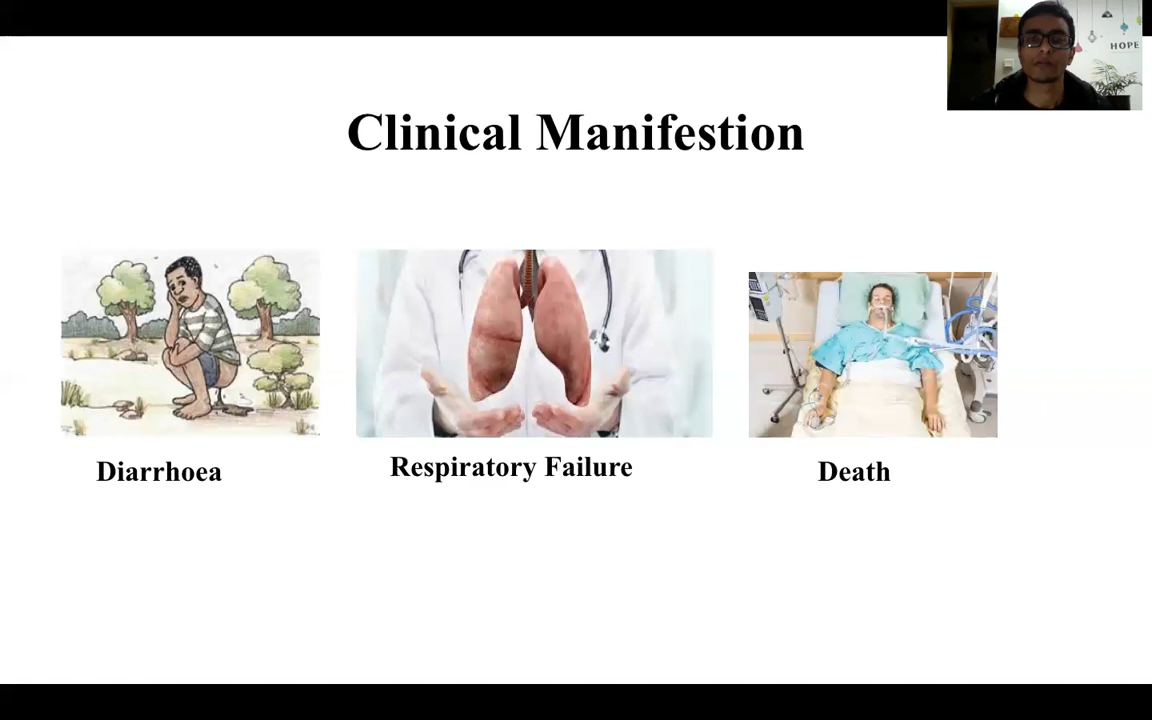 HOPE
Clinical Manifestion
Diarrhoea
Respiratory Failure
Death